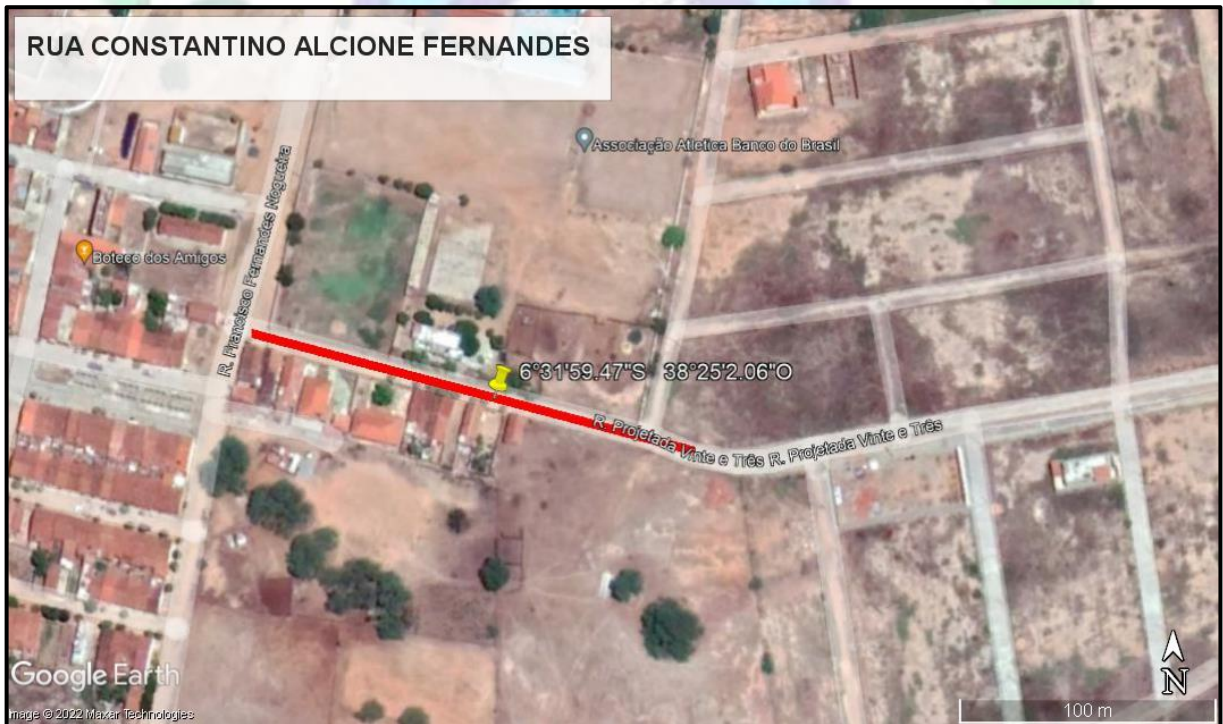 RUA CONSTANTINO ALCIONE FERNANDES
Associação Atletica Banco do Brasil
R. Francisco Fernandes Nogueira
Boteco dos Amigos
6°31'59.47"S 38°25'2.06"O
R. Projetada Vinte e Três
R. Projetada Vinte e Três
Google Earth
N
mage © 2022 Maxar Technologies
100 m